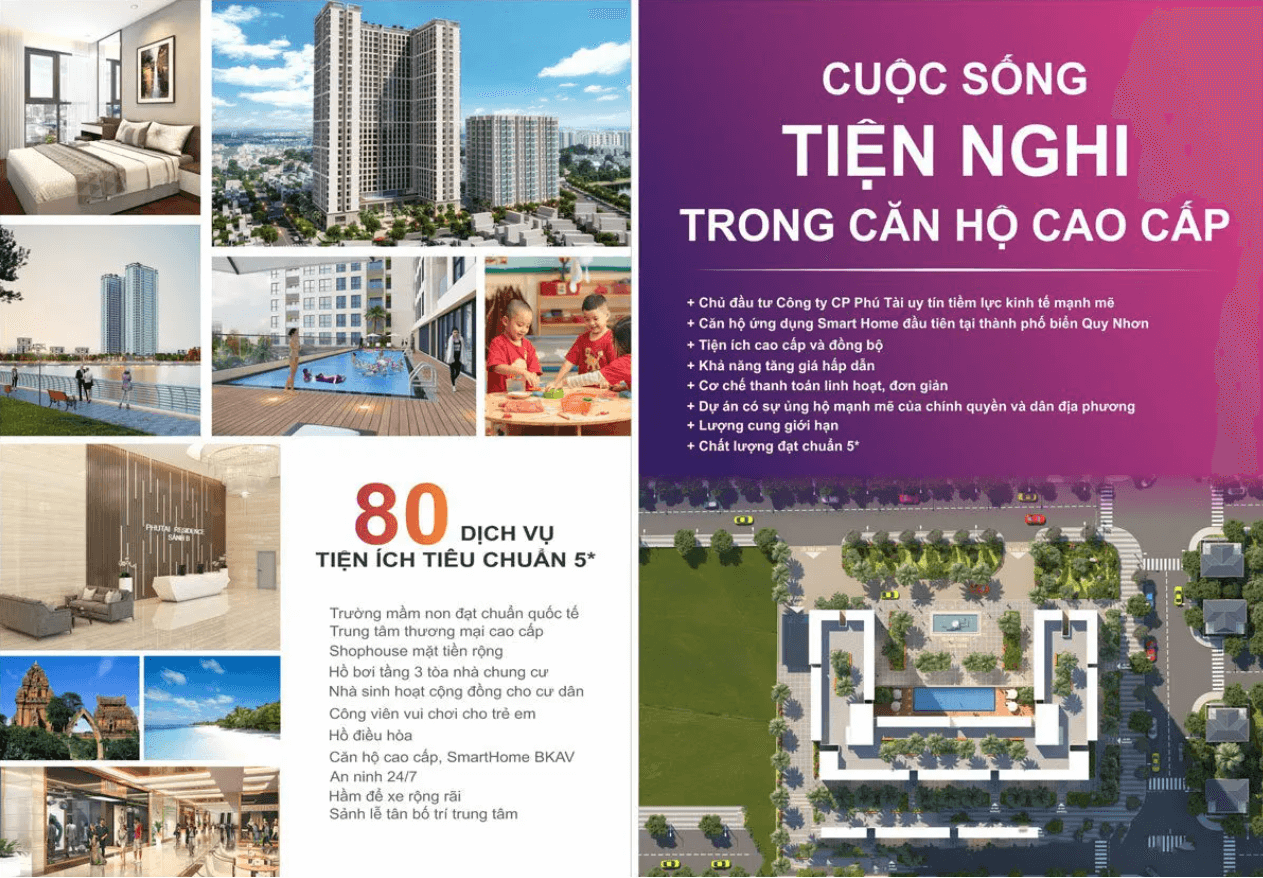 PHUTAI RESIDENCE
SẢNH B
80 DỊCH VỤ
TIỆN ÍCH TIÊU CHUẨN 5*
Trường mầm non đạt chuẩn quốc tế
Trung tâm thương mại cao cấp
Shophouse mặt tiền rộng
Hồ bơi tầng 3 tòa nhà chung cư
Nhà sinh hoạt cộng đồng cho cư dân
Công viên vui chơi cho trẻ em
Hồ điều hòa
Căn hộ cao cấp, SmartHome BKAV
An ninh 24/7
Hầm để xe rộng rãi
Sảnh lễ tân bố trí trung tâm
CUỘC SỐNG
TIỆN NGHI
TRONG CĂN HỘ CAO CẤP
+ Chủ đầu tư Công ty CP Phú Tài uy tín tiềm lực kinh tế mạnh mẽ
+ Căn hộ ứng dụng Smart Home đầu tiên tại thành phố biển Quy Nhơn
+ Tiện ích cao cấp và đồng bộ
+ Khả năng tăng giá hấp dẫn
+ Cơ chế thanh toán linh hoạt, đơn giản
+ Dự án có sự ủng hộ mạnh mẽ của chính quyền và dân địa phương
+ Lượng cung giới hạn
+ Chất lượng đạt chuẩn 5*